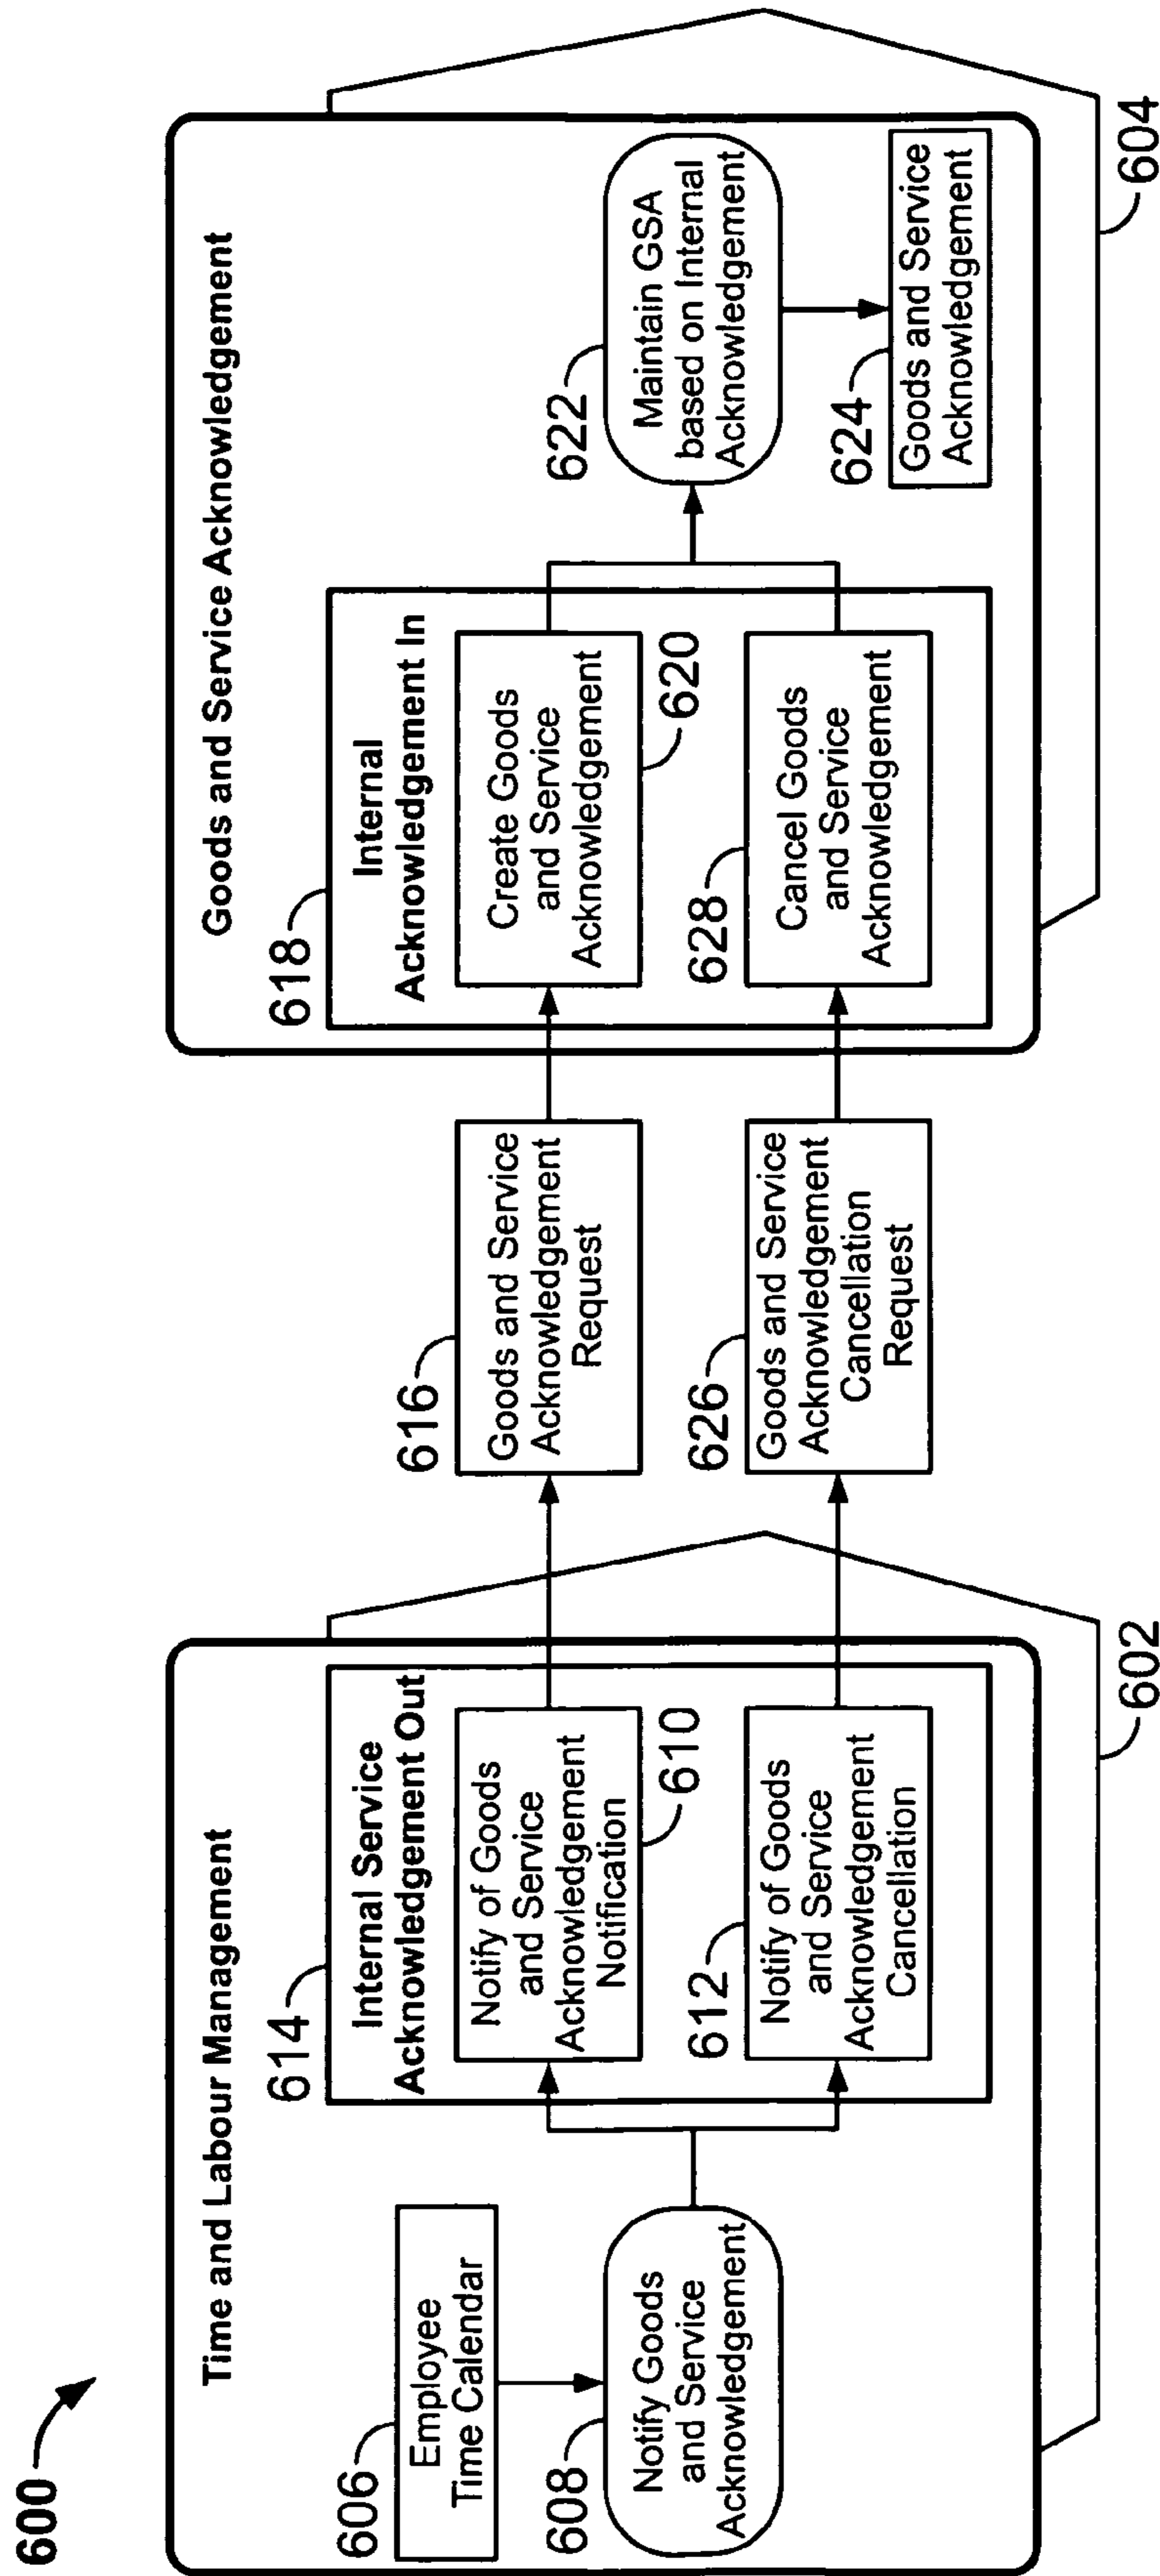 600
Time and Labour Management
606
Employee
Time Calendar
608
Notify Goods
and Service
Acknowledgement
614
Internal Service
Acknowledgement Out
Notify of Goods
and Service
Acknowledgement
Notification
610
612
Notify of Goods
and Service
Acknowledgement
Cancellation
602
616
Goods and Service
Acknowledgement
Request
626
Goods and Service
Acknowledgement
Cancellation
Request
Goods and Service Acknowledgement
618
Internal
Acknowledgement In
Create Goods
and Service
Acknowledgement
620
628
Cancel Goods
and Service
Acknowledgement
622
Maintain GSA
based on Internal
Acknowledgement
624
Goods and Service
Acknowledgement
604